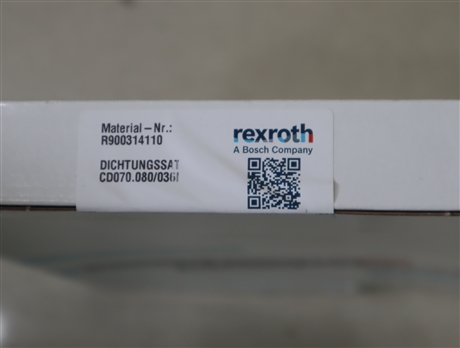 Material-Nr.:
R900314110
DICHTUNGSSAT
CD070.080/036
rexroth
A Bosch Company